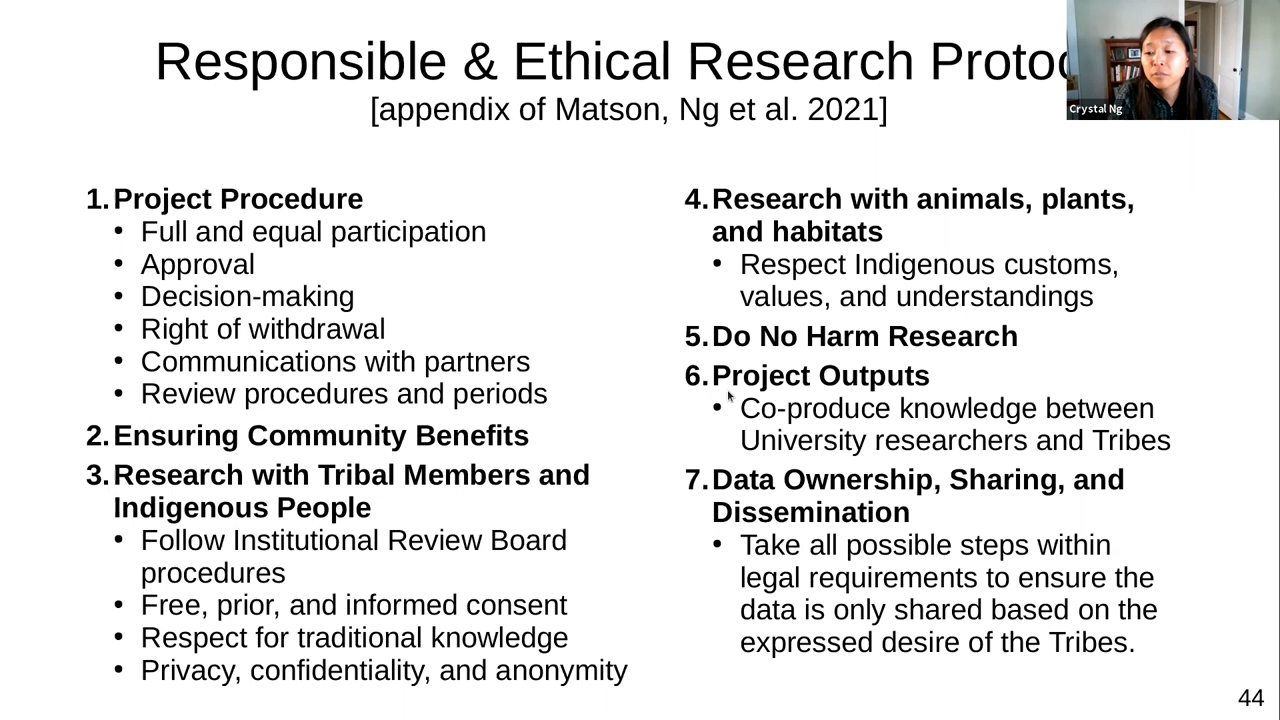 Responsible & Ethical Research Protoc
[appendix of Matson, Ng et al. 2021]
Crystal Ng
1. Project Procedure
• Full and equal participation
• Approval
• Decision-making
• Right of withdrawal
• Communications with partners
• Review procedures and periods
2. Ensuring Community Benefits
3. Research with Tribal Members and
Indigenous People
• Follow Institutional Review Board
procedures
• Free, prior, and informed consent
• Respect for traditional knowledge
• Privacy, confidentiality, and anonymity
4. Research with animals, plants,
and habitats
• Respect Indigenous customs,
values, and understandings
5. Do No Harm Research
6. Project Outputs
• Co-produce knowledge between
University researchers and Tribes
7. Data Ownership, Sharing, and
Dissemination
• Take all possible steps within
legal requirements to ensure the
data is only shared based on the
expressed desire of the Tribes.
44